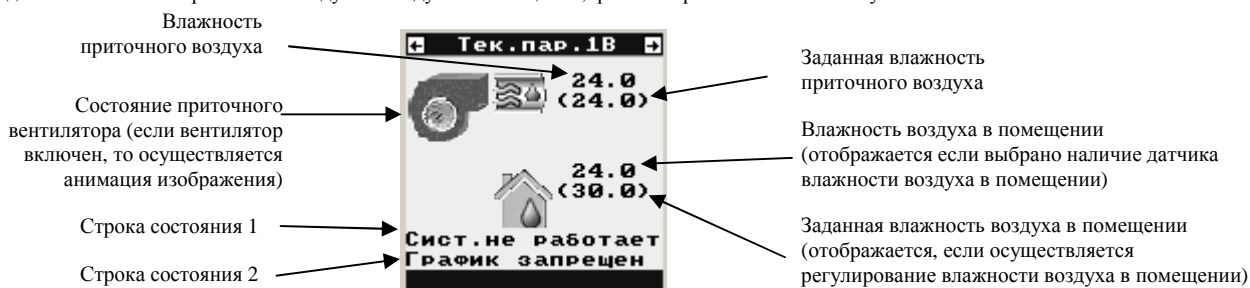 Влажность
приточного воздуха
Состояние приточного
вентилятора (если вентилятор
включен, то осуществляется
анимация изображения)
Строка состояния 1
Строка состояния 2
Тек.пар.1В
24.0
(24.0)
24.0
(30.0)
Сист.не работает
График запрещен
Заданная влажность
приточного воздуха
Влажность воздуха в помещении
(отображается если выбрано наличие датчика
влажности воздуха в помещении)
Заданная влажность воздуха в помещении
(отображается, если осуществляется
регулирование влажности воздуха в помещении)